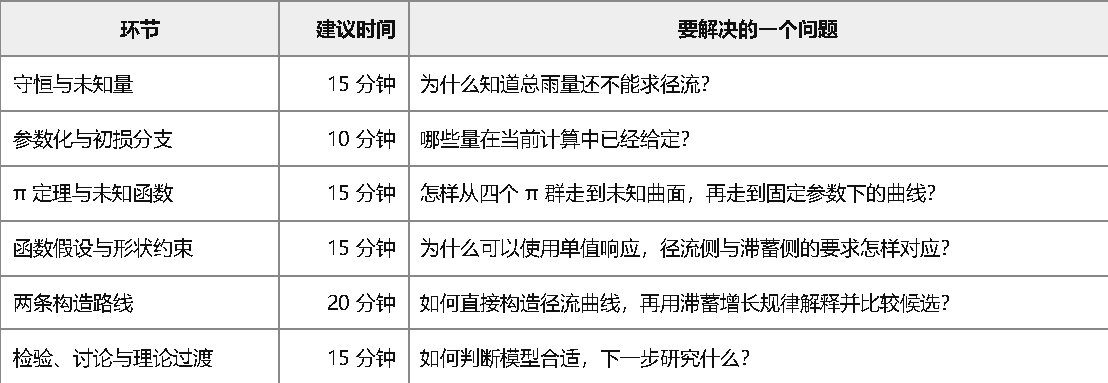 环节 建议时间 要解决的一个问题
守恒与未知量 15 分钟 为什么知道总雨量还不能求径流？
参数化与初损分支 10 分钟 哪些量在当前计算中已经给定？
π 定理与未知函数 15 分钟 怎样从四个 π 群走到未知曲面，再走到固定参数下的曲线？
函数假设与形状约束 15 分钟 为什么可以使用单值响应，径流侧与滞蓄侧的要求怎样对应？
两条构造路线 20 分钟 如何直接构造径流曲线，再用滞蓄增长规律解释并比较候选？
检验、讨论与理论过渡 15 分钟 如何判断模型合适，下一步研究什么？